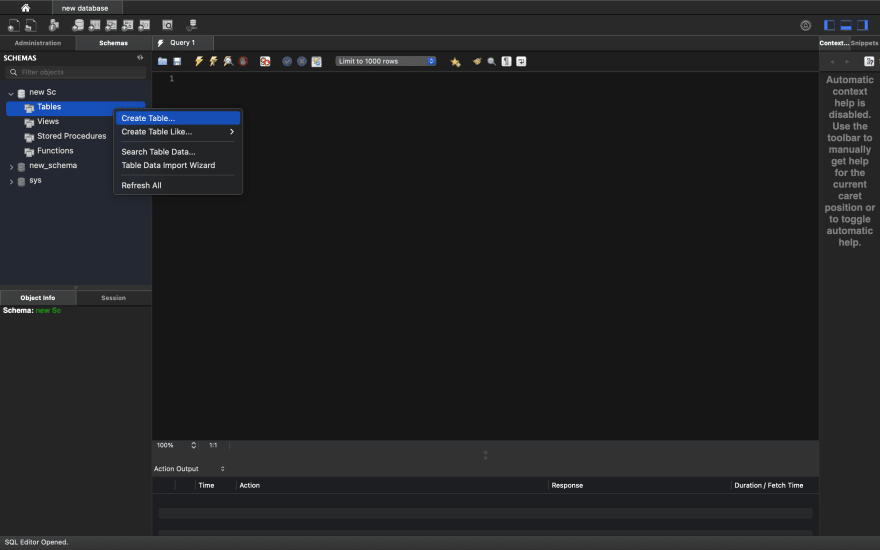 new database
Administration
Schemas
Query 1
Context...
Snippets
SCHEMAS
Filter objects
Limit to 1000 rows
new Sc
Tables
Views
Stored Procedures
Functions
new_schema
sys
1
Create Table...
Create Table Like...
Search Table Data...
Table Data Import Wizard
Refresh All
Automatic
context
help is
disabled.
Use the
toolbar to
manually
get help
for the
current
caret
position or
to toggle
automatic
help.
Object Info
Session
Schema: new Sc
100%
1:1
Action Output
Time
Action
Response
Duration / Fetch Time
SQL Editor Opened.